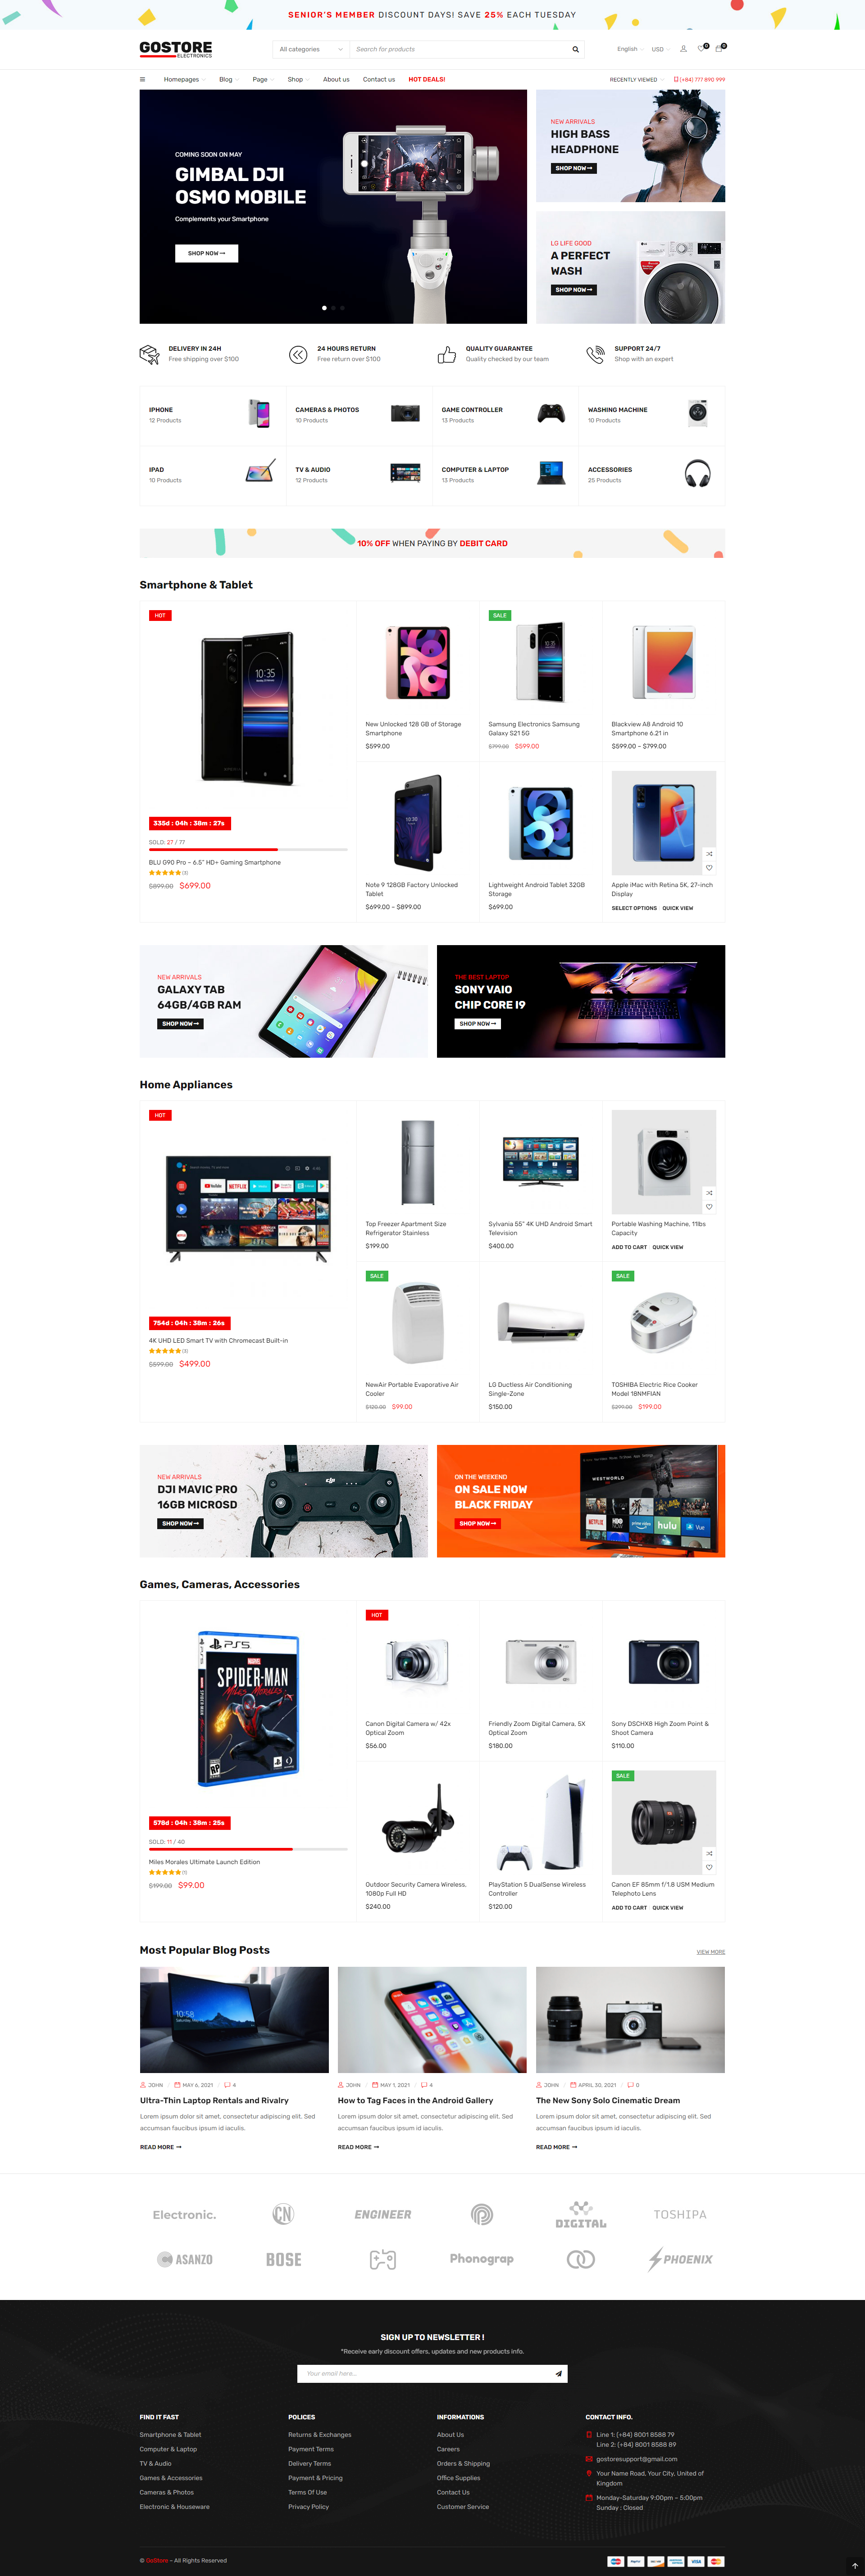 SENIOR'S MEMBER DISCOUNT DAYS! SAVE 25% EACH TUESDAY
GOSTORE
ELECTRONICS
All categories
Search for products
English
USD
0
0
Homepages
Blog
Page
Shop
About us
Contact us
HOT DEALS!
RECENTLY VIEWED
(+84) 777 890 999
COMING SOON ON MAY
GIMBAL DJI
OSMO MOBILE
Complements your Smartphone
SHOP NOW
NEW ARRIVALS
HIGH BASS
HEADPHONE
SHOP NOW
LG LIFE GOOD
A PERFECT
WASH
SHOP NOW
DELIVERY IN 24H
Free shipping over $100
24 HOURS RETURN
Free return over $100
QUALITY GUARANTEE
Quality checked by our team
SUPPORT 24/7
Shop with an expert
IPHONE
12 Products
CAMERAS & PHOTOS
10 Products
GAME CONTROLLER
13 Products
WASHING MACHINE
10 Products
IPAD
10 Products
TV & AUDIO
12 Products
COMPUTER & LAPTOP
13 Products
ACCESSORIES
25 Products
10% OFF WHEN PAYING BY DEBIT CARD
Smartphone & Tablet
HOT
10:35
335d : 04h : 38m : 27s
SOLD: 27 / 77
BLU G90 Pro – 6.5" HD+ Gaming Smartphone
(3)
$899.00 $699.00
New Unlocked 128 GB of Storage
Smartphone
$599.00
SALE
Samsung Electronics Samsung
Galaxy S21 5G
$799.00 $599.00
Blackview A8 Android 10
Smartphone 6.21 in
$599.00 – $799.00
Note 9 128GB Factory Unlocked
Tablet
$699.00 – $899.00
Lightweight Android Tablet 32GB
Storage
$699.00
Apple iMac with Retina 5K, 27-inch
Display
SELECT OPTIONS
QUICK VIEW
NEW ARRIVALS
GALAXY TAB
64GB/4GB RAM
SHOP NOW
THE BEST LAPTOP
SONY VAIO
CHIP CORE I9
SHOP NOW
Home Appliances
HOT
YouTube
NETFLIX
754d : 04h : 38m : 26s
4K UHD LED Smart TV with Chromecast Built-in
(3)
$599.00 $499.00
Top Freezer Apartment Size
Refrigerator Stainless
$199.00
Sylvania 55" 4K UHD Android Smart
Television
$400.00
Portable Washing Machine, 11lbs
Capacity
ADD TO CART
QUICK VIEW
SALE
NewAir Portable Evaporative Air
Cooler
$120.00 $99.00
LG Ductless Air Conditioning
Single-Zone
$150.00
SALE
TOSHIBA Electric Rice Cooker
Model 18NMFIAN
$299.00 $199.00
NEW ARRIVALS
DJI MAVIC PRO
16GB MICROSD
SHOP NOW
dji
ON THE WEEKEND
ON SALE NOW
BLACK FRIDAY
SHOP NOW
WESTWORLD
NETFLIX
HBO NOW
prime video
hulu
Vue
Games, Cameras, Accessories
PS5
MARVEL
SPIDER-MAN
Miles Morales
RP
578d : 04h : 38m : 25s
SOLD: 11 / 40
Miles Morales Ultimate Launch Edition
(1)
$199.00 $99.00
HOT
Canon Digital Camera w/ 42x
Optical Zoom
$56.00
Friendly Zoom Digital Camera, 5X
Optical Zoom
$180.00
Sony DSCHX8 High Zoom Point &
Shoot Camera
$110.00
Outdoor Security Camera Wireless,
1080p Full HD
$240.00
PlayStation 5 DualSense Wireless
Controller
$120.00
SALE
Canon EF 85mm f/1.8 USM Medium
Telephoto Lens
ADD TO CART
QUICK VIEW
Most Popular Blog Posts
VIEW MORE
10:58
JOHN / MAY 6, 2021 / 4
Ultra-Thin Laptop Rentals and Rivalry
Lorem ipsum dolor sit amet, consectetur adipiscing elit. Sed
accumsan faucibus ipsum id iaculis.
READ MORE
JOHN / MAY 1, 2021 / 4
How to Tag Faces in the Android Gallery
Lorem ipsum dolor sit amet, consectetur adipiscing elit. Sed
accumsan faucibus ipsum id iaculis.
READ MORE
JOHN / APRIL 30, 2021 / 0
The New Sony Solo Cinematic Dream
Lorem ipsum dolor sit amet, consectetur adipiscing elit. Sed
accumsan faucibus ipsum id iaculis.
READ MORE
Electronic.
CN
ENGINEER
DIGITAL
TOSHIPA
ASANZO
BOSE
Phonograp
PHOENIX
SIGN UP TO NEWSLETTER !
*Receive early discount offers, updates and new products info.
Your email here...
FIND IT FAST
Smartphone & Tablet
Computer & Laptop
TV & Audio
Games & Accessories
Cameras & Photos
Electronic & Houseware
POLICES
Returns & Exchanges
Payment Terms
Delivery Terms
Payment & Pricing
Terms Of Use
Privacy Policy
INFORMATIONS
About Us
Careers
Orders & Shipping
Office Supplies
Contact Us
Customer Service
CONTACT INFO.
Line 1: (+84) 8001 8588 79
Line 2: (+84) 8001 8588 89
gostoresupport@gmail.com
Your Name Road, Your City, United of
Kingdom
Monday-Saturday 9:00pm – 5:00pm
Sunday : Closed
© GoStore - All Rights Reserved
PayPal
VISA